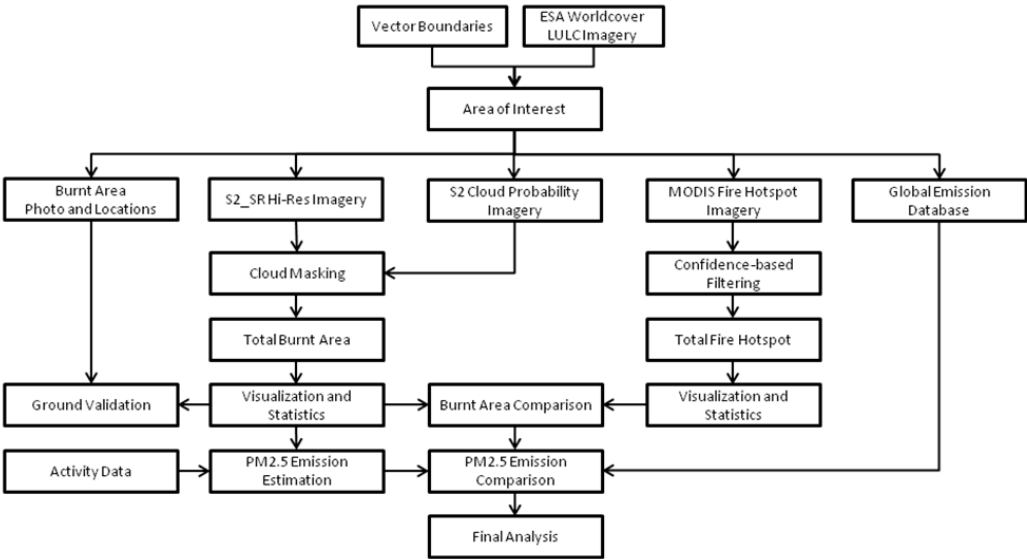 Vector Boundaries
ESA Worldcover
LULC Imagery
Area of Interest
Burnt Area
Photo and Locations
S2_SR Hi-Res Imagery
S2 Cloud Probability
Imagery
MODIS Fire Hotspot
Imagery
Global Emission
Database
Cloud Masking
Confidence-based
Filtering
Total Burnt Area
Total Fire Hotspot
Ground Validation
Visualization and
Statistics
Burnt Area Comparison
Visualization and
Statistics
Activity Data
PM2.5 Emission
Estimation
PM2.5 Emission
Comparison
Final Analysis